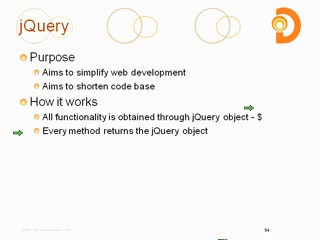 jQuery
Purpose
Aims to simplify web development
Aims to shorten code base
How it works
All functionality is obtained through jQuery object - $
Every method returns the jQuery object
54